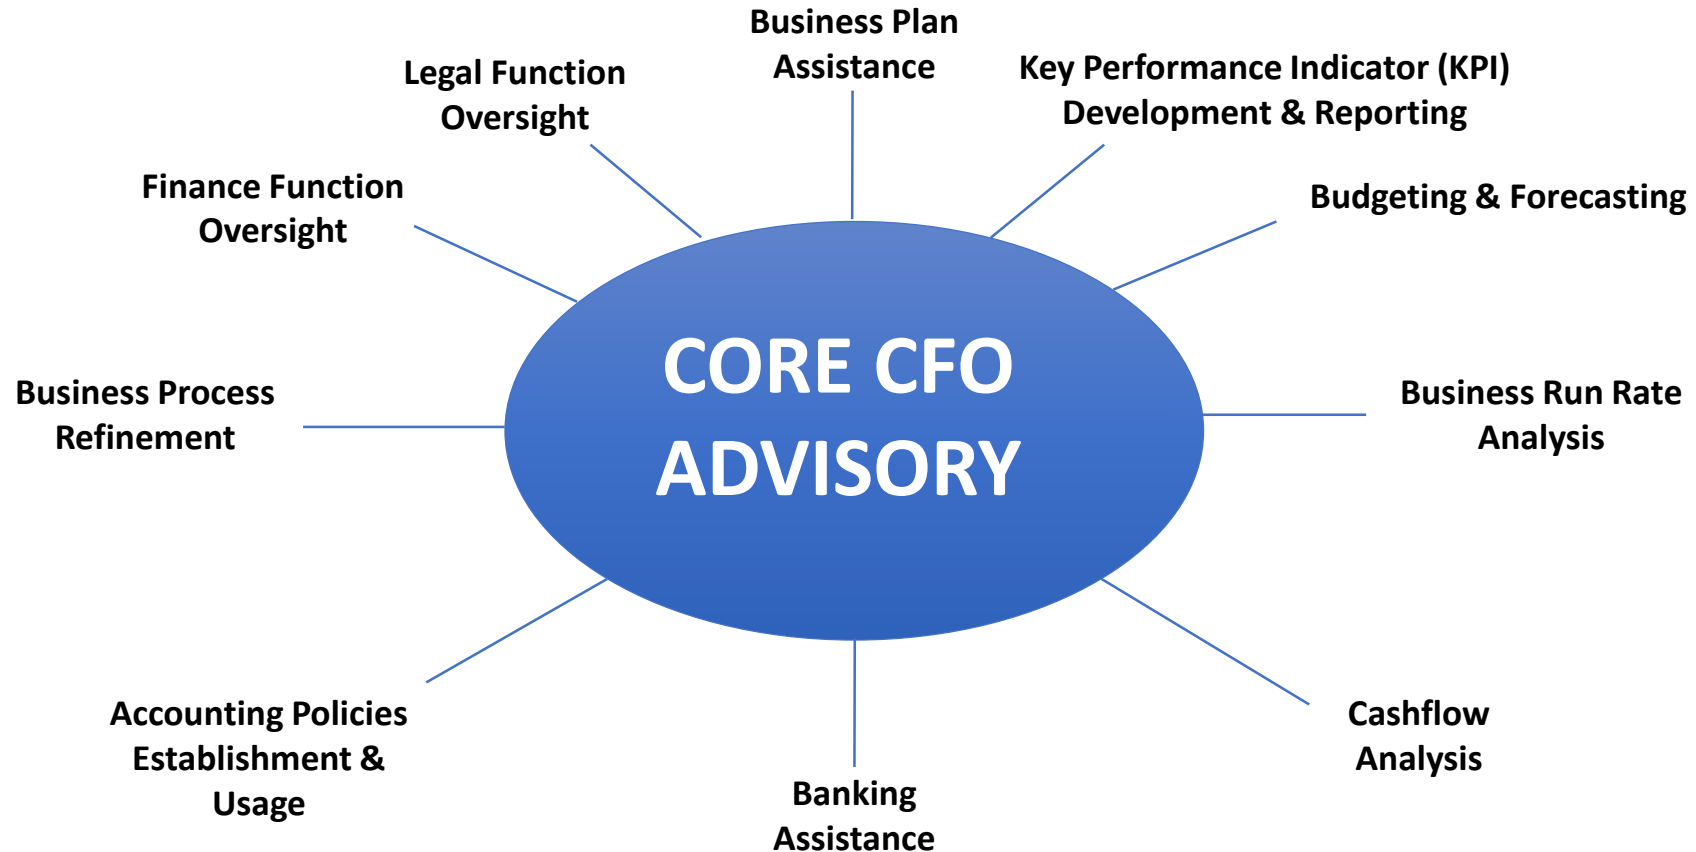 Business Plan
Assistance
Key Performance Indicator (KPI)
Development & Reporting
Budgeting & Forecasting
Business Run Rate
Analysis
Cashflow
Analysis
Banking
Assistance
Accounting Policies
Establishment &
Usage
Business Process
Refinement
Finance Function
Oversight
Legal Function
Oversight
CORE CFO
ADVISORY